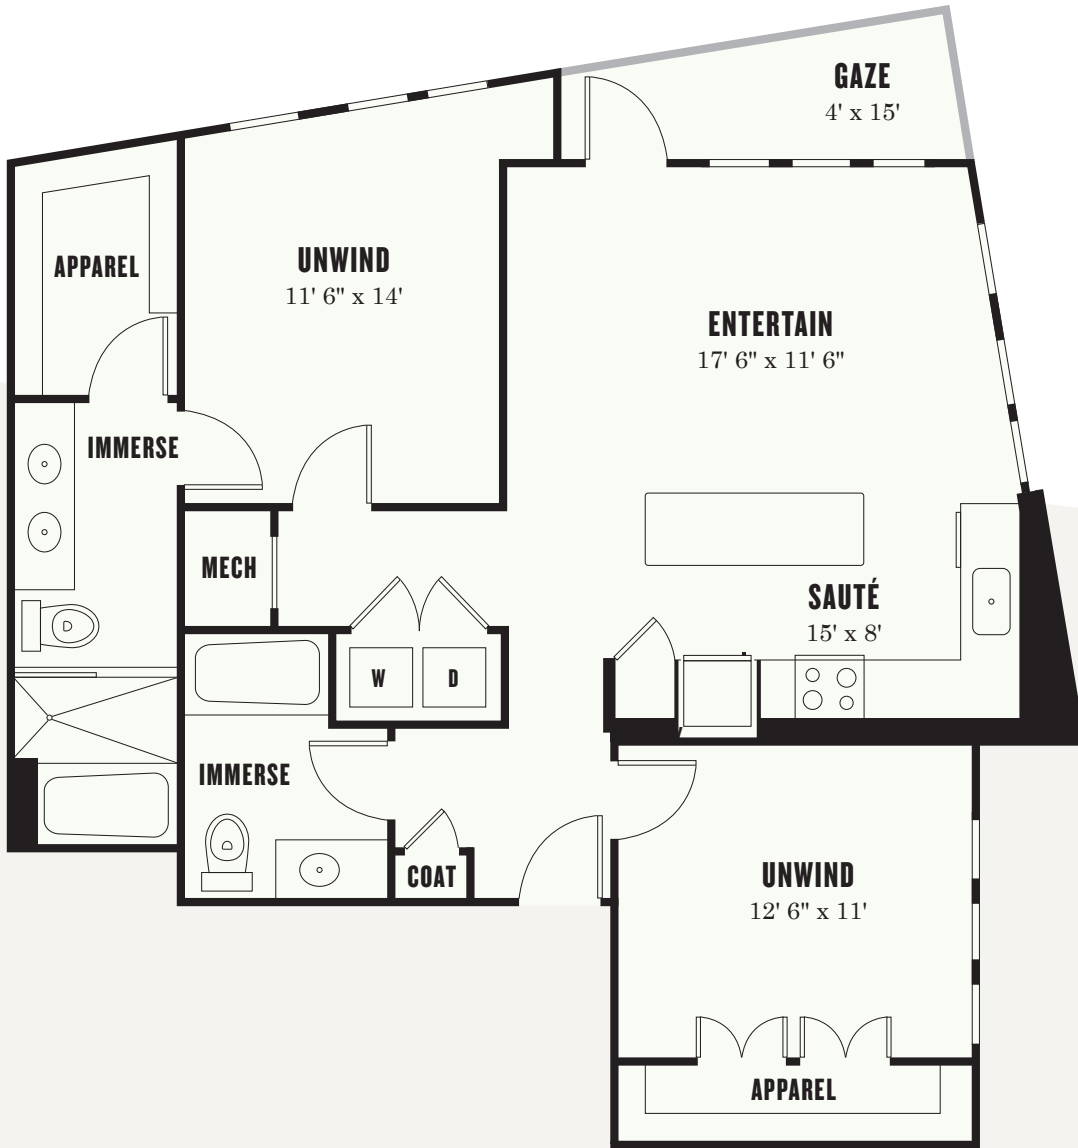 GAZE
4' x 15'
APPAREL
UNWIND
11' 6" x 14'
ENTERTAIN
17' 6" x 11' 6"
IMMERSE
MECH
SAUTÉ
15' x 8'
W
D
IMMERSE
COAT
UNWIND
12' 6" x 11'
APPAREL